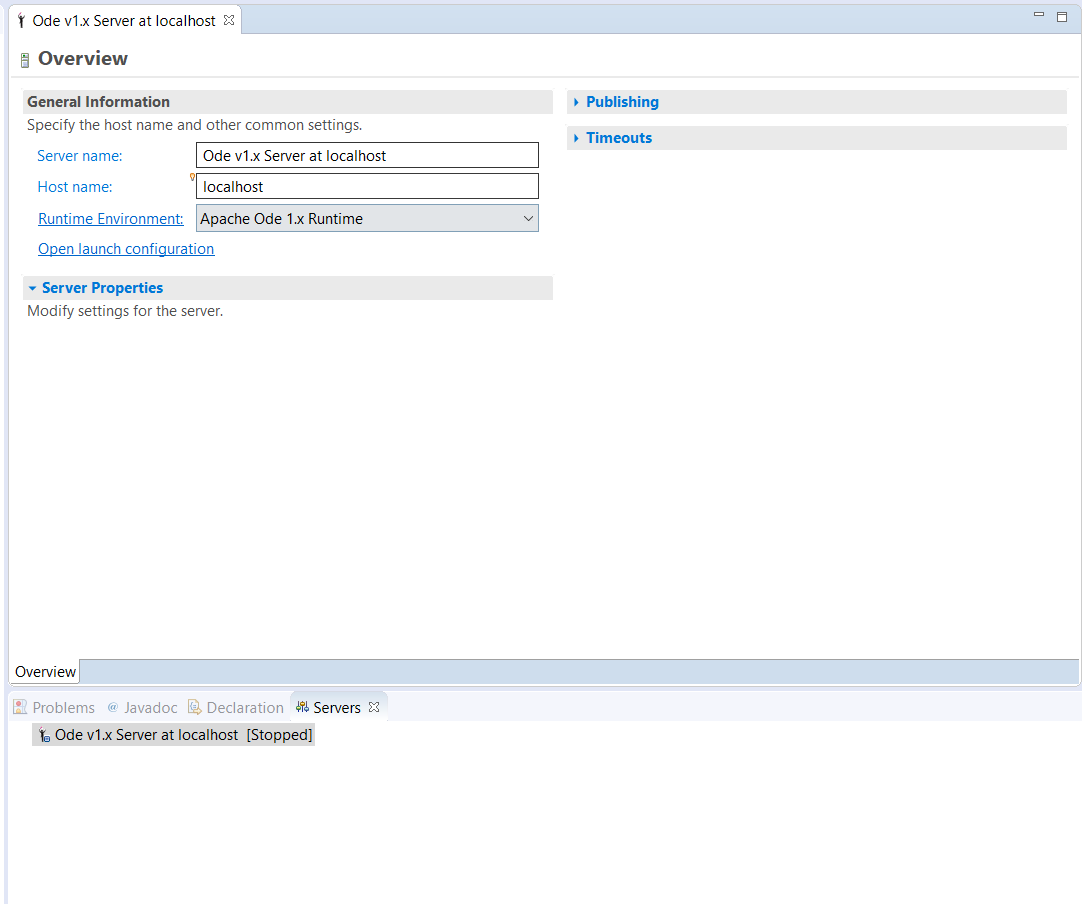 Ode v1.x Server at localhost
Overview
General Information
Specify the host name and other common settings.
Server name: Ode v1.x Server at localhost
Host name: localhost
Runtime Environment: Apache Ode 1.x Runtime
Open launch configuration
Server Properties
Modify settings for the server.
Publishing
Timeouts
Overview
Problems @ Javadoc Declaration Servers
Ode v1.x Server at localhost [Stopped]